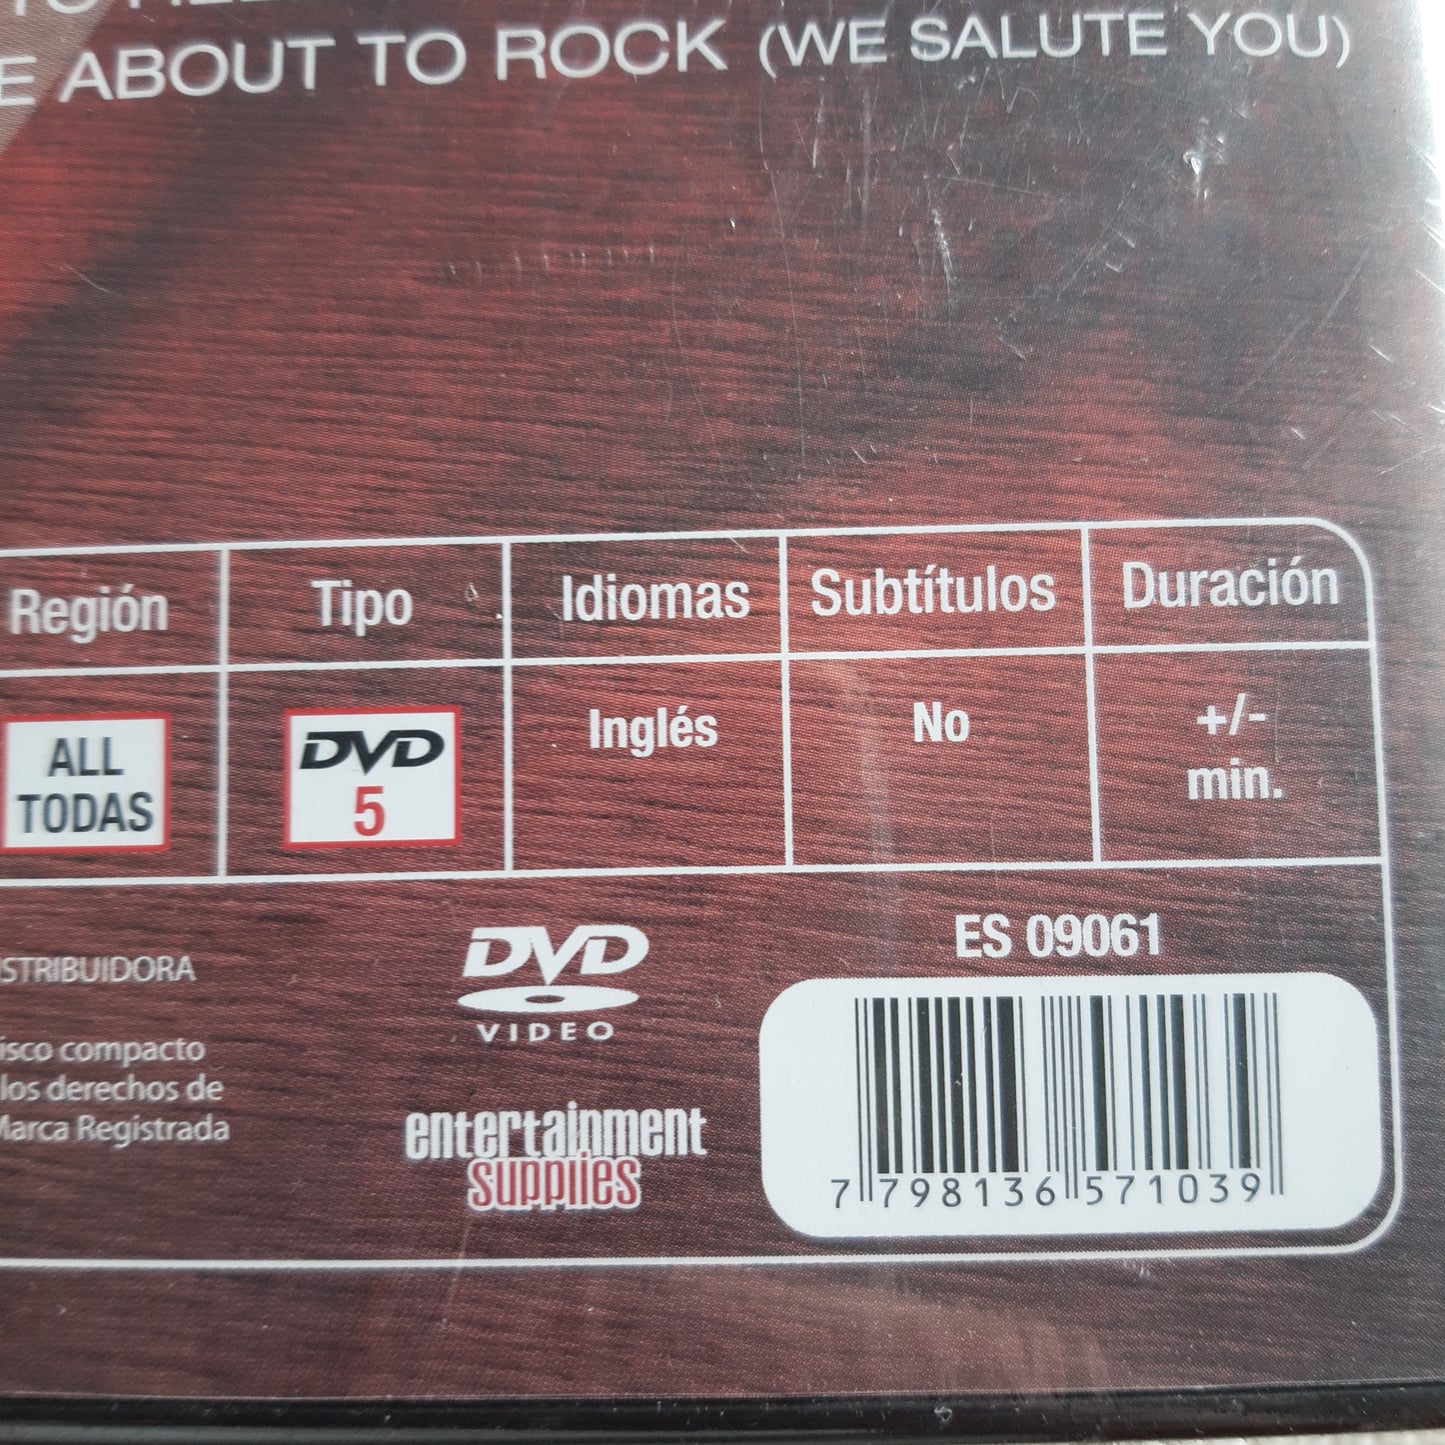 E ABOUT TO ROCK (WE SALUTE YOU)
Región Tipo Idiomas Subtítulos Duración
ALL TODAS DVD 5 Inglés No +/- min.
ES 09061
ISTRIBUIDORA
DVD
VIDEO
isco compacto
los derechos de
Marca Registrada
entertainment
supplies
7 798136 571039